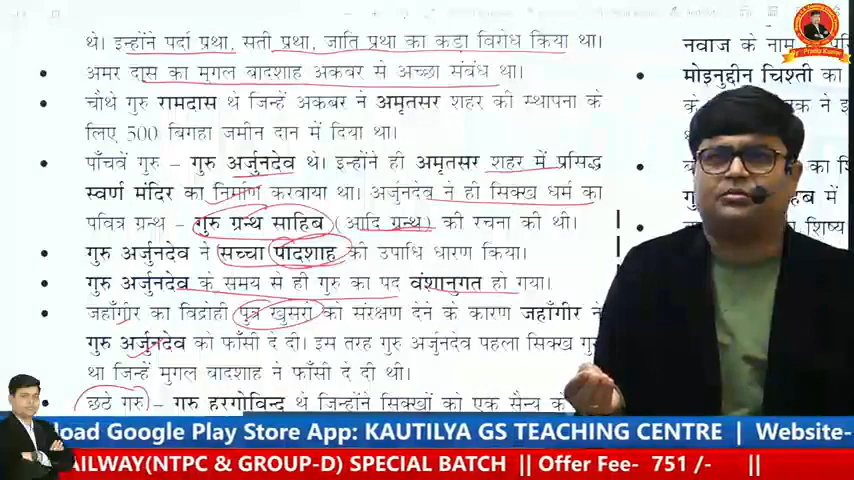 थे। इन्होंने पर्दा प्रथा, सती प्रथा, जाति प्रथा का कड़ा विरोध किया था।
• अमर दास का मुगल बादशाह अकबर से अच्छा संबंध था।
• चौथे गुरु रामदास थे जिन्हें अकबर ने अमृतसर शहर की स्थापना के
लिए 500 बिगहा जमीन दान में दिया था।
• पाँचवें गुरु – गुरु अर्जुनदेव थे। इन्होंने ही अमृतसर शहर में प्रसिद्ध
स्वर्ण मंदिर का निर्माण करवाया था। अर्जुनदेव ने ही सिक्ख धर्म का
पवित्र ग्रन्थ – गुरु ग्रन्थ साहिब (आदि ग्रन्थ) की रचना की थी।
• गुरु अर्जुनदेव ने सच्चा पादशाह की उपाधि धारण किया।
• गुरु अर्जुनदेव के समय से ही गुरु का पद वंशानुगत हो गया।
• जहाँगीर का विद्रोही पुत्र खुसरो को संरक्षण देने के कारण जहाँगीर ने
गुरु अर्जुनदेव को फाँसी दे दी। इस तरह गुरु अर्जुनदेव पहला सिक्ख
था जिन्हें मुगल बादशाह ने फाँसी दे दी थी।
• छठे गुरु – गुरु हरगोविन्द थे जिन्होंने सिक्खों को एक सैन्य
नवाज के नाम
• मोइनुद्दीन चिश्ती का
के
ने
•
का
में
• का शिष्य
Google Play Store App: KAUTILYA GS TEACHING CENTRE | Website-
(NTPC & GROUP-D) SPECIAL BATCH || Offer Fee- 751 /- ||